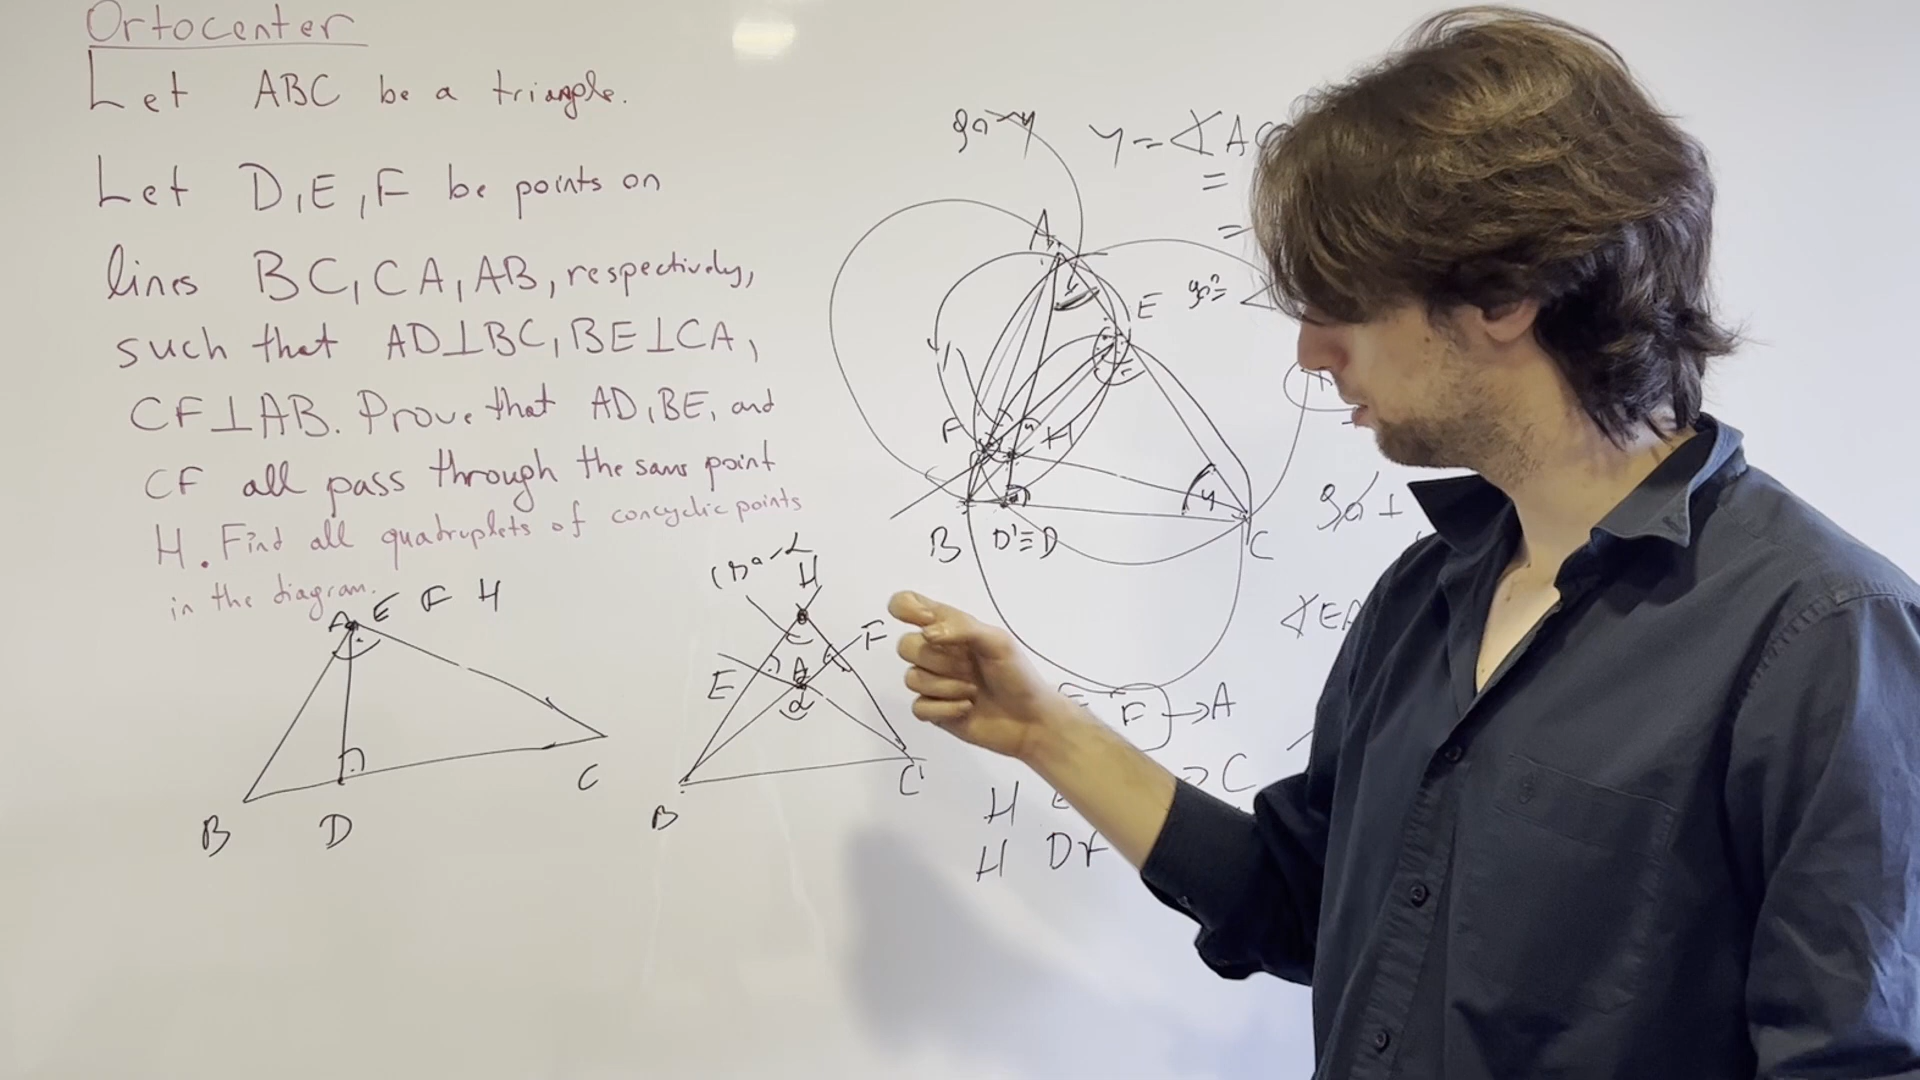 Ortocenter
Let ABC be a triangle.
Let D, E, F be points on
lines BC, CA, AB, respectively,
such that AD⊥BC, BE⊥CA,
CF⊥AB. Prove that AD, BE, and
CF all pass through the same point
H. Find all quadruplets of concyclic points
in the diagram.
A E F H
B D C
H
E A F
α
B C
90-y
y=∢A
=
=
A
E
F H
y
B D'≡D C
F → A
C
H E
H DF